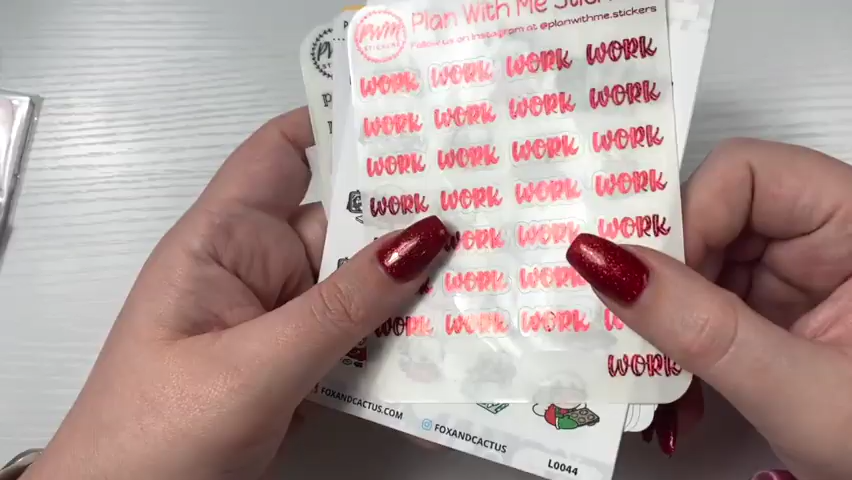 PWM
STICKERS
Plan With Me Stick
Follow us on Instagram at @planwithme.stickers
WORK WORK WORK WORK
WORK WORK WORK WORK
WORK WORK WORK WORK
WORK WORK WORK WORK
WORK WORK WORK
WORK WORK
WORK WORK WORK
WORK
FOXANDCACTUS.COM
FOXANDCACTUS
L0044